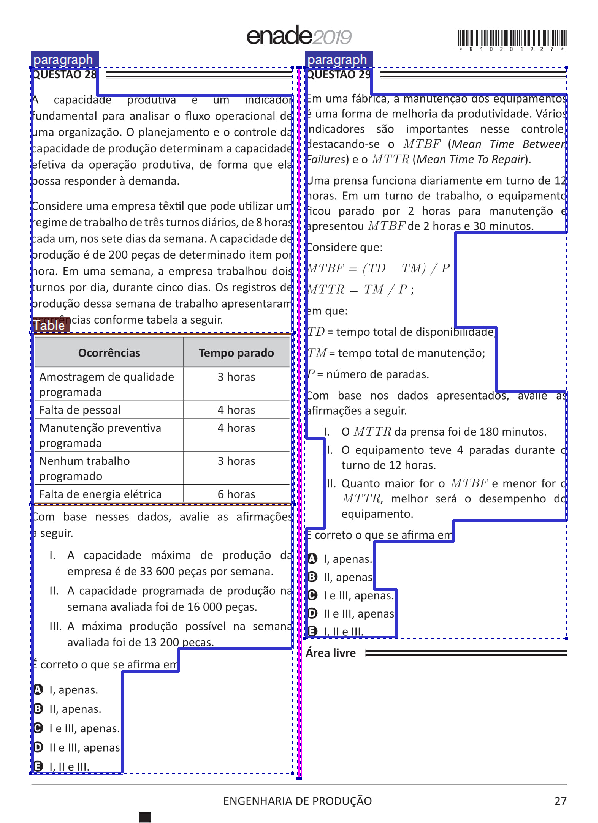 enade2019
paragraph
QUESTÃO 28
A capacidade produtiva é um indicador
fundamental para analisar o fluxo operacional de
uma organização. O planejamento e o controle da
capacidade de produção determinam a capacidade
efetiva da operação produtiva, de forma que ela
possa responder à demanda.
Considere uma empresa têxtil que pode utilizar um
regime de trabalho de três turnos diários, de 8 horas
cada um, nos sete dias da semana. A capacidade de
produção é de 200 peças de determinado item por
hora. Em uma semana, a empresa trabalhou dois
turnos por dia, durante cinco dias. Os registros de
produção dessa semana de trabalho apresentaram
Table
conforme tabela a seguir.
Ocorrências Tempo parado
Amostragem de qualidade programada 3 horas
Falta de pessoal 4 horas
Manutenção preventiva programada 4 horas
Nenhum trabalho programado 3 horas
Falta de energia elétrica 6 horas
Com base nesses dados, avalie as afirmações
a seguir.
I. A capacidade máxima de produção da
empresa é de 33 600 peças por semana.
II. A capacidade programada de produção na
semana avaliada foi de 16 000 peças.
III. A máxima produção possível na semana
avaliada foi de 13 200 peças.
É correto o que se afirma em
A I, apenas.
B II, apenas.
C I e III, apenas.
D II e III, apenas
E I, II e III.
paragraph
QUESTÃO 29
Em uma fábrica, a manutenção dos equipamentos
é uma forma de melhoria da produtividade. Vários
indicadores são importantes nesse controle,
destacando-se o MTBF (Mean Time Between
Failures) e o MTTR (Mean Time To Repair).
Uma prensa funciona diariamente em turno de 12
horas. Em um turno de trabalho, o equipamento
ficou parado por 2 horas para manutenção e
apresentou MTBF de 2 horas e 30 minutos.
Considere que:
MTBF = (TD TM) / P
MTTR = TM / P ;
em que:
TD = tempo total de disponibilidade;
TM = tempo total de manutenção;
P = número de paradas.
Com base nos dados apresentados, avalie as
afirmações a seguir.
I. O MTTR da prensa foi de 180 minutos.
II. O equipamento teve 4 paradas durante o
turno de 12 horas.
III. Quanto maior for o MTBF e menor for o
MTTR, melhor será o desempenho do
equipamento.
É correto o que se afirma em
A I, apenas.
B II, apenas
C I e III, apenas.
D II e III, apenas
E I, II e III.
Área livre
ENGENHARIA DE PRODUÇÃO 27